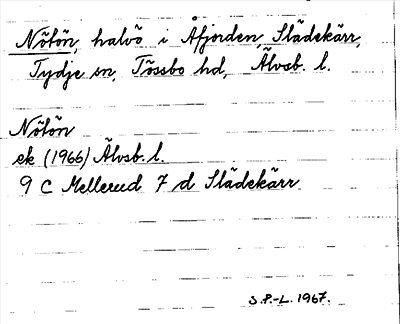 Nötön, halvö i Åfjorden, Slädekärr,
Tydje sn, Tössbo hd, Älvsb. l.
Nötön
ek (1966) Älvsb. l.
9 C Mellerud 7 d Slädekärr
S.P.-L. 1967.